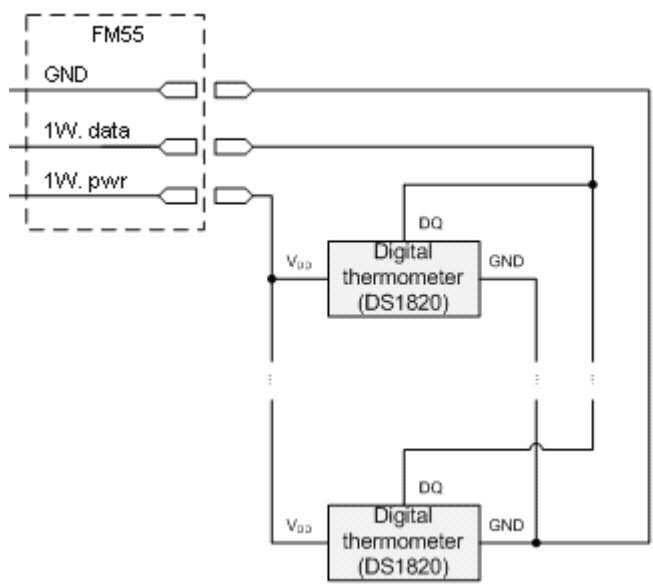 FM55
GND
1W. data
1W. pwr
DQ
V_DD
Digital
thermometer
(DS1820)
GND
DQ
V_DD
Digital
thermometer
(DS1820)
GND